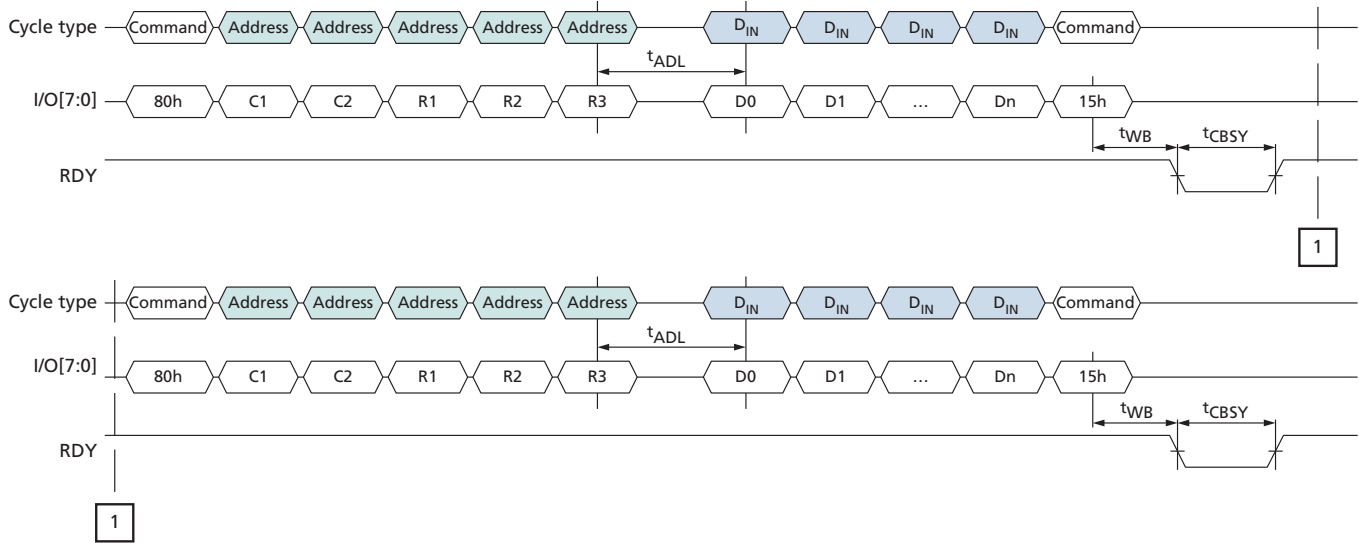 Cycle type Command Address Address Address Address Address DIN DIN DIN DIN Command
tADL
I/O[7:0] 80h C1 C2 R1 R2 R3 D0 D1 ... Dn 15h
tWB tCBSY
RDY
1
Cycle type Command Address Address Address Address Address DIN DIN DIN DIN Command
tADL
I/O[7:0] 80h C1 C2 R1 R2 R3 D0 D1 ... Dn 15h
tWB tCBSY
RDY
1